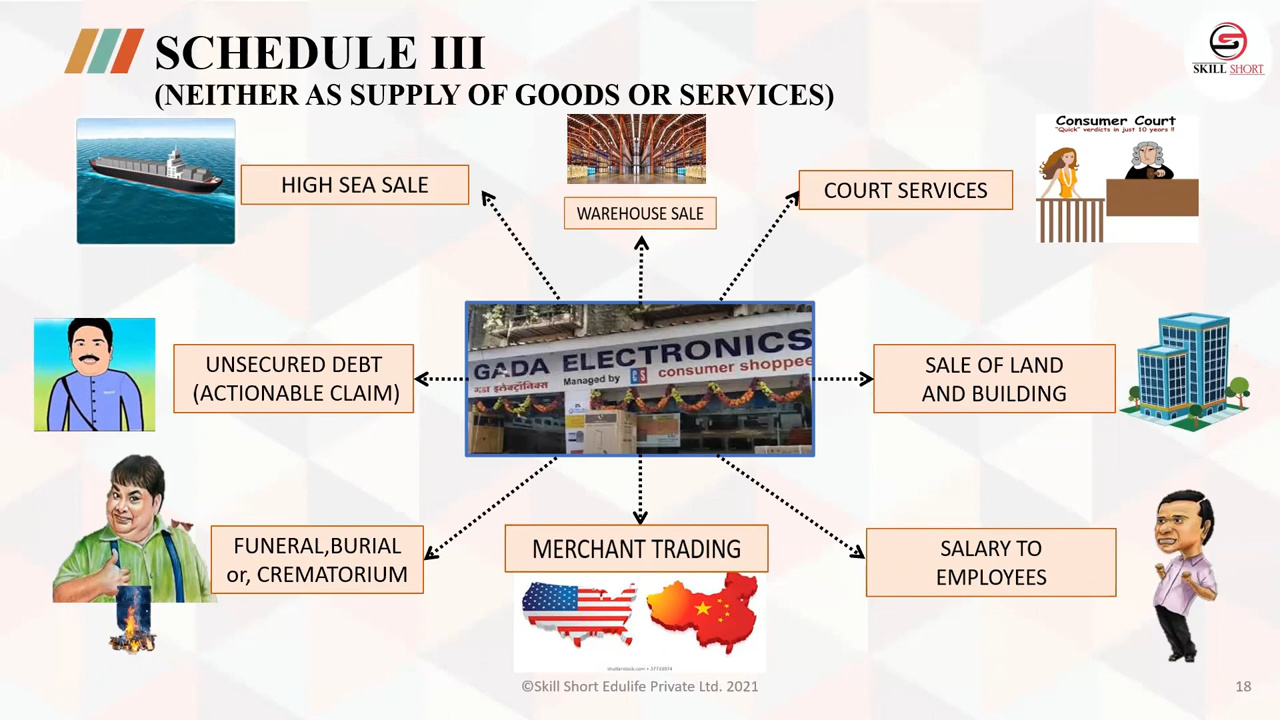 SCHEDULE III
(NEITHER AS SUPPLY OF GOODS OR SERVICES)
SKILL SHORT
HIGH SEA SALE
WAREHOUSE SALE
COURT SERVICES
Consumer Court
"Quick" verdicts in just 10 years !!
UNSECURED DEBT
(ACTIONABLE CLAIM)
GADA ELECTRONICS
गडा इलेक्ट्रॉनिक्स
Managed by CS consumer shoppee
SALE OF LAND
AND BUILDING
FUNERAL,BURIAL
or, CREMATORIUM
MERCHANT TRADING
SALARY TO
EMPLOYEES
©Skill Short Edulife Private Ltd. 2021
18